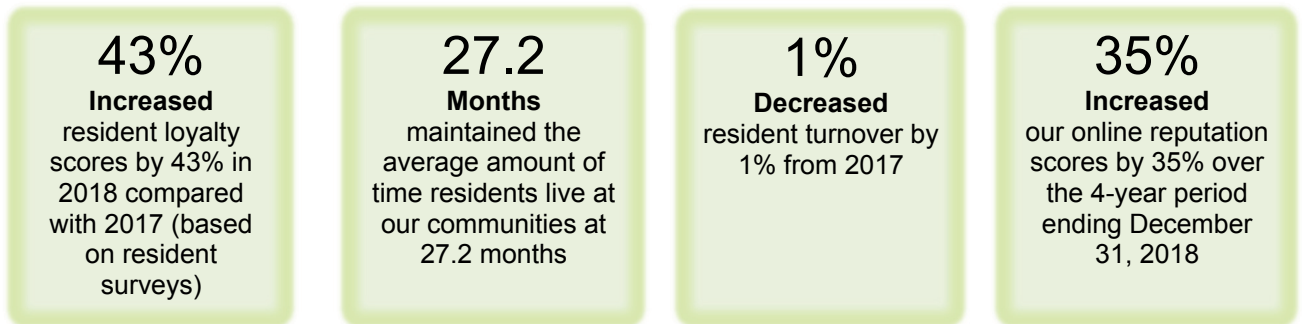 43%
Increased
resident loyalty
scores by 43% in
2018 compared
with 2017 (based
on resident
surveys)
27.2
Months
maintained the
average amount of
time residents live at
our communities at
27.2 months
1%
Decreased
resident turnover by
1% from 2017
35%
Increased
our online reputation
scores by 35% over
the 4-year period
ending December
31, 2018